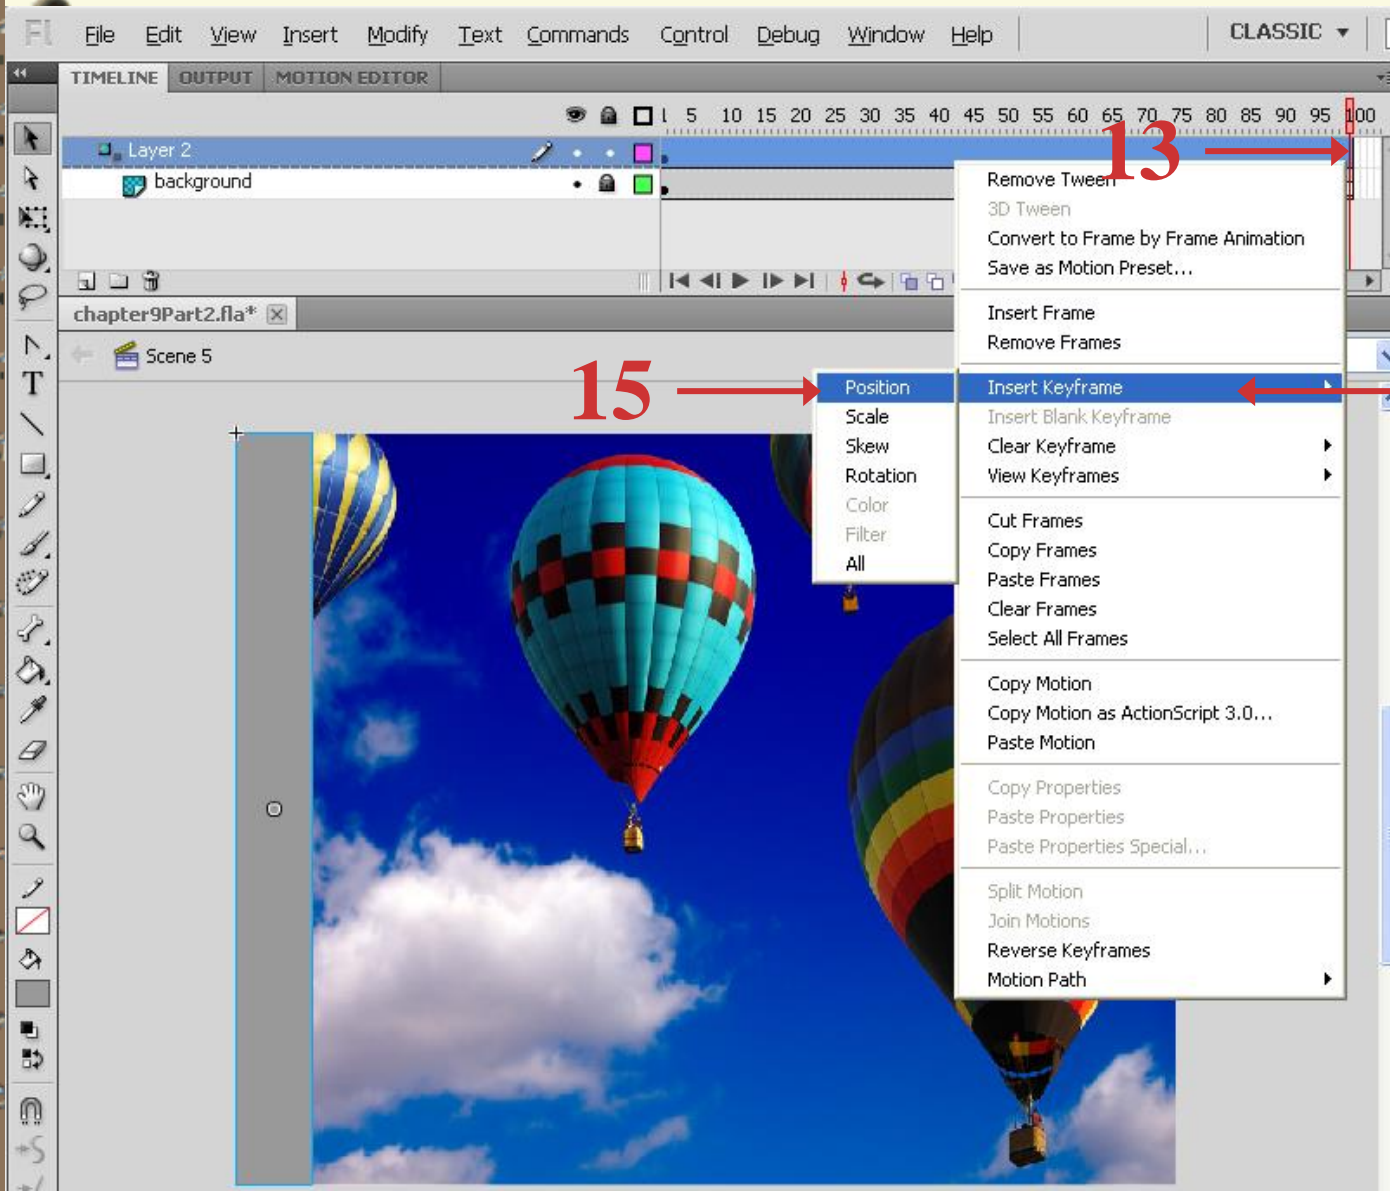 Fl File Edit View Insert Modify Text Commands Control Debug Window Help CLASSIC
TIMELINE OUTPUT MOTION EDITOR
1 5 10 15 20 25 30 35 40 45 50 55 60 65 70 75 80 85 90 95 100
13
Layer 2
background
Remove Tween
3D Tween
Convert to Frame by Frame Animation
Save as Motion Preset...
Insert Frame
Remove Frames
chapter9Part2.fla*
Scene 5
15
Position
Scale
Skew
Rotation
Color
Filter
All
Insert Keyframe
Insert Blank Keyframe
Clear Keyframe
View Keyframes
Cut Frames
Copy Frames
Paste Frames
Clear Frames
Select All Frames
Copy Motion
Copy Motion as ActionScript 3.0...
Paste Motion
Copy Properties
Paste Properties
Paste Properties Special...
Split Motion
Join Motions
Reverse Keyframes
Motion Path
T